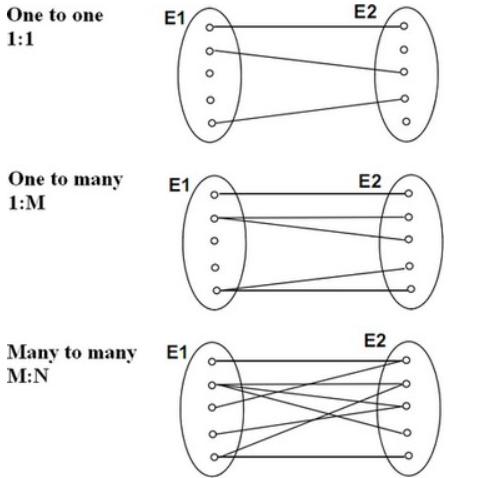 One to one
1:1
E1
E2
One to many
1:M
E1
E2
Many to many
M:N
E1
E2